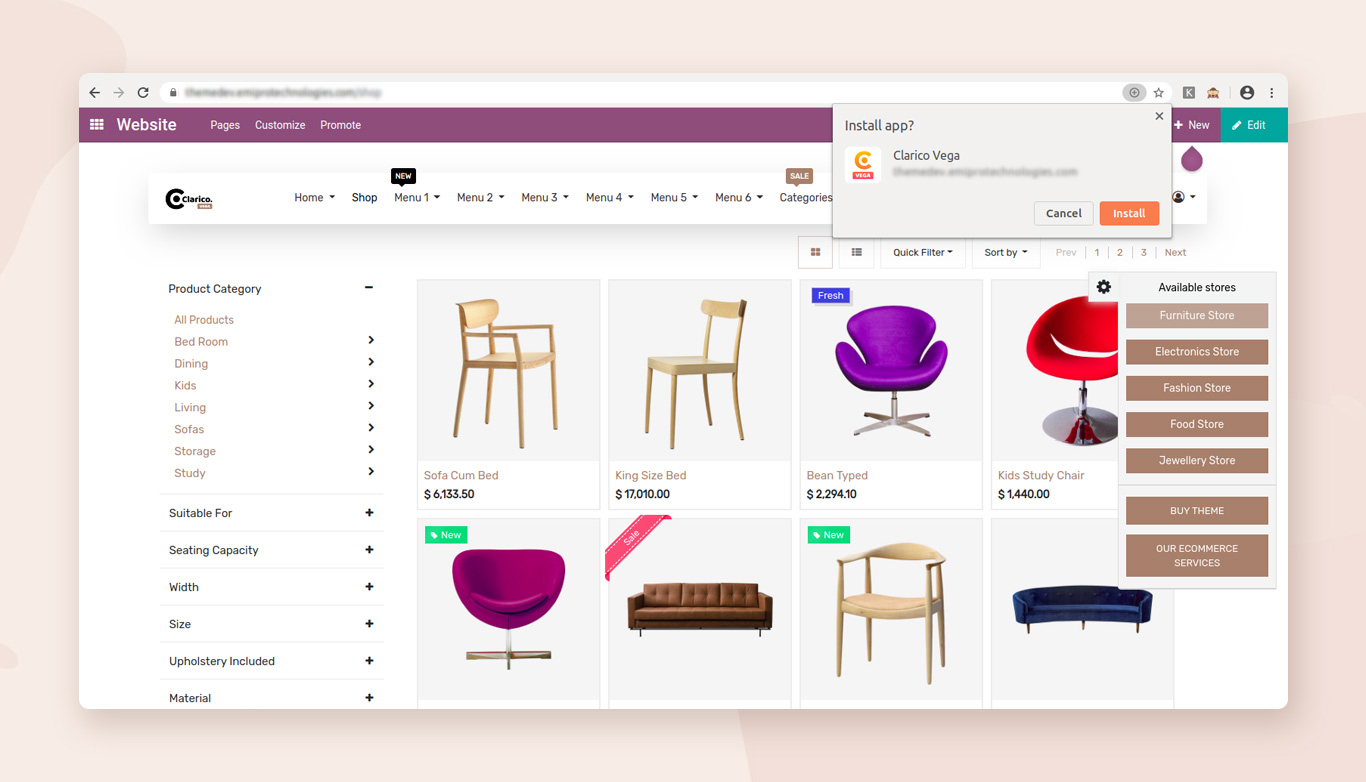 Website
Pages
Customize
Promote
New
Edit
Install app?
Clarico Vega
VEGA
Cancel
Install
Clarico.
VEGA
Home
Shop
NEW
Menu 1
Menu 2
Menu 3
Menu 4
Menu 5
Menu 6
SALE
Categories
Quick Filter
Sort by
Prev
1
2
3
Next
Product Category
All Products
Bed Room
Dining
Kids
Living
Sofas
Storage
Study
Suitable For
Seating Capacity
Width
Size
Upholstery Included
Material
Sofa Cum Bed
$ 6,133.50
King Size Bed
$ 17,010.00
Fresh
Bean Typed
$ 2,294.10
Kids Study Chair
$ 1,440.00
New
Sale
New
Available stores
Furniture Store
Electronics Store
Fashion Store
Food Store
Jewellery Store
BUY THEME
OUR ECOMMERCE
SERVICES